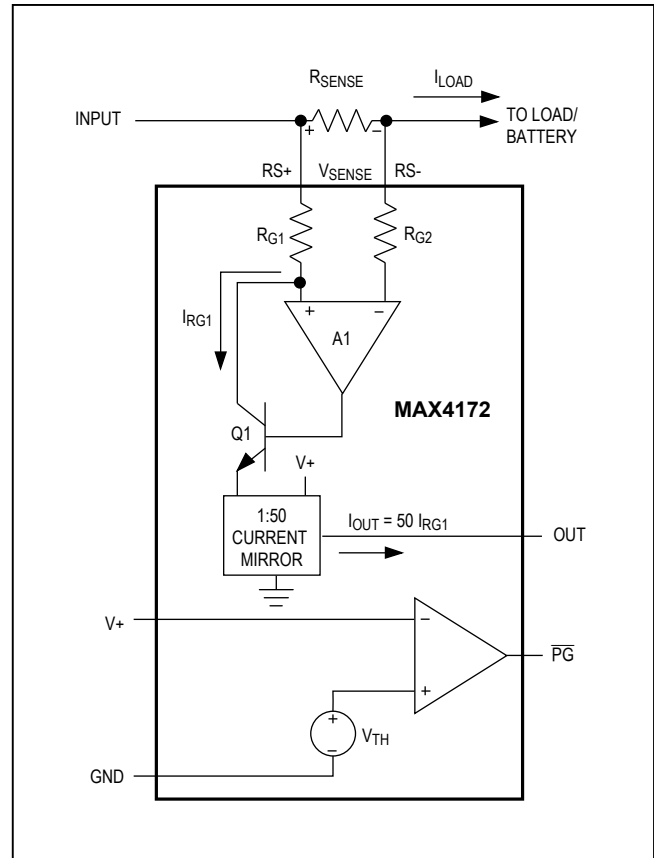 RSENSE
ILOAD
INPUT
+ −
TO LOAD/
BATTERY
RS+ VSENSE RS-
RG1
RG2
+ −
IRG1
A1
MAX4172
Q1
V+
1:50
CURRENT
MIRROR
IOUT = 50 IRG1
OUT
V+
−
PG
+
+
VTH
−
GND